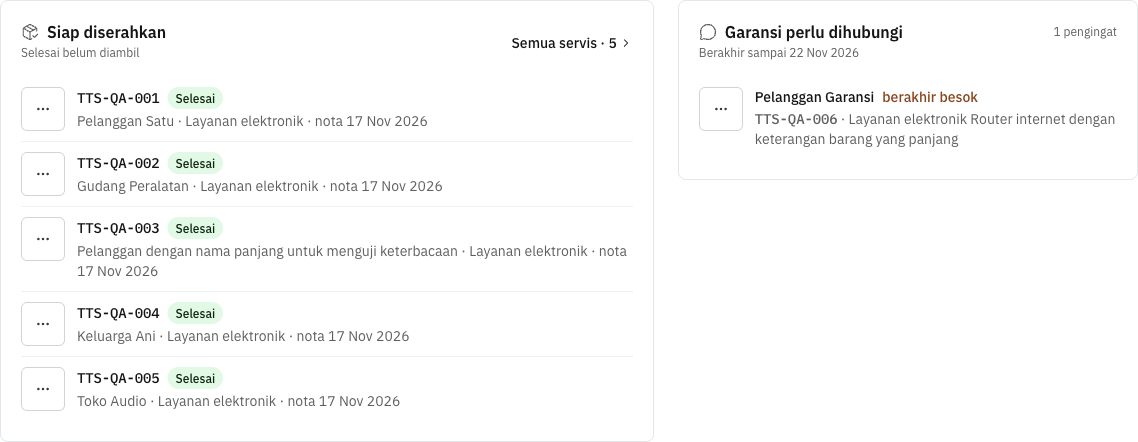 Siap diserahkan
Selesai belum diambil
Semua servis · 5
TTS-QA-001 Selesai
Pelanggan Satu · Layanan elektronik · nota 17 Nov 2026
TTS-QA-002 Selesai
Gudang Peralatan · Layanan elektronik · nota 17 Nov 2026
TTS-QA-003 Selesai
Pelanggan dengan nama panjang untuk menguji keterbacaan · Layanan elektronik · nota
17 Nov 2026
TTS-QA-004 Selesai
Keluarga Ani · Layanan elektronik · nota 17 Nov 2026
TTS-QA-005 Selesai
Toko Audio · Layanan elektronik · nota 17 Nov 2026
Garansi perlu dihubungi
1 pengingat
Berakhir sampai 22 Nov 2026
Pelanggan Garansi berakhir besok
TTS-QA-006 · Layanan elektronik Router internet dengan
keterangan barang yang panjang